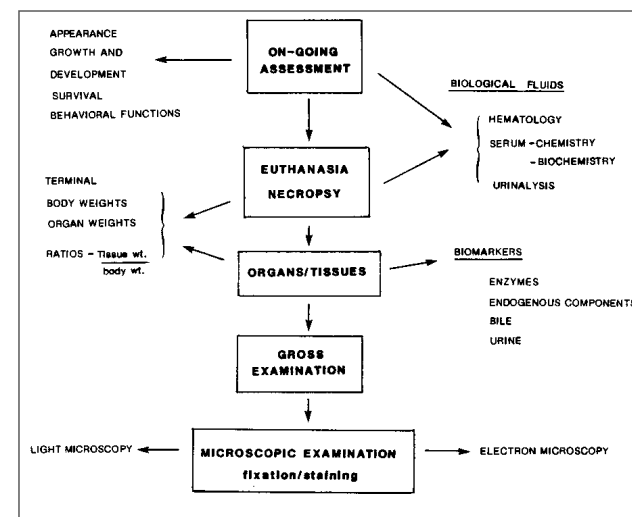 APPEARANCE
GROWTH AND
DEVELOPMENT
SURVIVAL
BEHAVIORAL FUNCTIONS
ON-GOING
ASSESSMENT
BIOLOGICAL FLUIDS
HEMATOLOGY
SERUM - CHEMISTRY
- BIOCHEMISTRY
URINALYSIS
EUTHANASIA
NECROPSY
TERMINAL
BODY WEIGHTS
ORGAN WEIGHTS
RATIOS - Tissue wt.
body wt.
ORGANS/TISSUES
BIOMARKERS
ENZYMES
ENDOGENOUS COMPONENTS
BILE
URINE
GROSS
EXAMINATION
LIGHT MICROSCOPY
MICROSCOPIC EXAMINATION
fixation/staining
ELECTRON MICROSCOPY